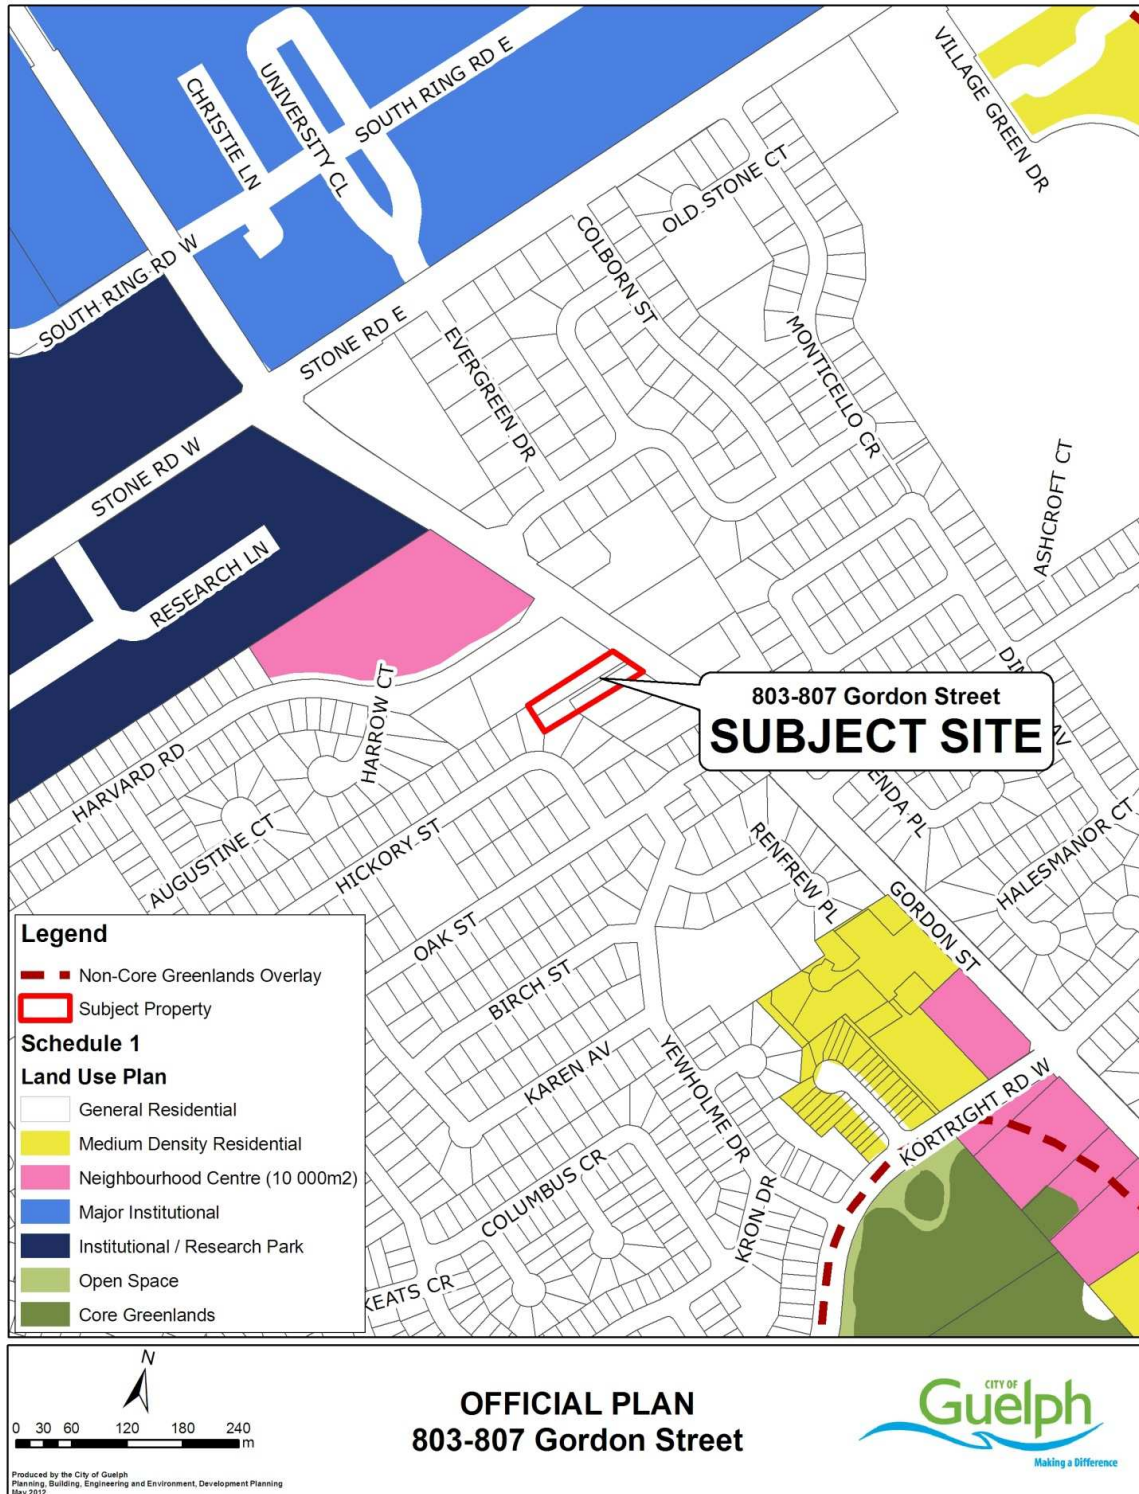 VILLAGE GREEN DR
CHRISTIE LN
UNIVERSITY CL
SOUTH RING RD E
OLD STONE CT
COLBORN ST
SOUTH RING RD W
STONE RD E
EVERGREEN DR
MONTICELLO CR
STONE RD W
ASHCROFT CT
RESEARCH LN
803-807 Gordon Street
SUBJECT SITE
DIN
AV
HARROW CT
HARVARD RD
ENDA PL
AUGUSTINE CT
HICKORY ST
RENFREW PL
HALESMANOR CT
GORDON ST
OAK ST
BIRCH ST
KAREN AV
YEWHOLME DR
KORTRIGHT RD W
COLUMBUS CR
KRON DR
KEATS CR
Legend
Non-Core Greenlands Overlay
Subject Property
Schedule 1
Land Use Plan
General Residential
Medium Density Residential
Neighbourhood Centre (10 000m2)
Major Institutional
Institutional / Research Park
Open Space
Core Greenlands
N
0 30 60 120 180 240
m
Produced by the City of Guelph
Planning, Building, Engineering and Environment, Development Planning
May 2012
OFFICIAL PLAN
803-807 Gordon Street
CITY OF
Guelph
Making a Difference